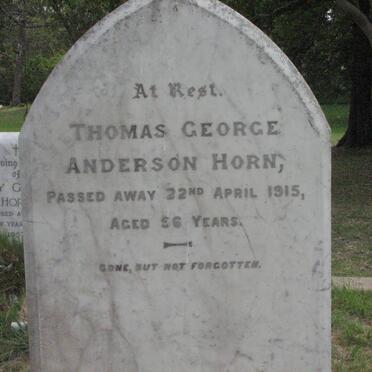 At Rest.
THOMAS GEORGE
ANDERSON HORN,
PASSED AWAY 22ND APRIL 1915,
AGED 56 YEARS.
GONE, BUT NOT FORGOTTEN.